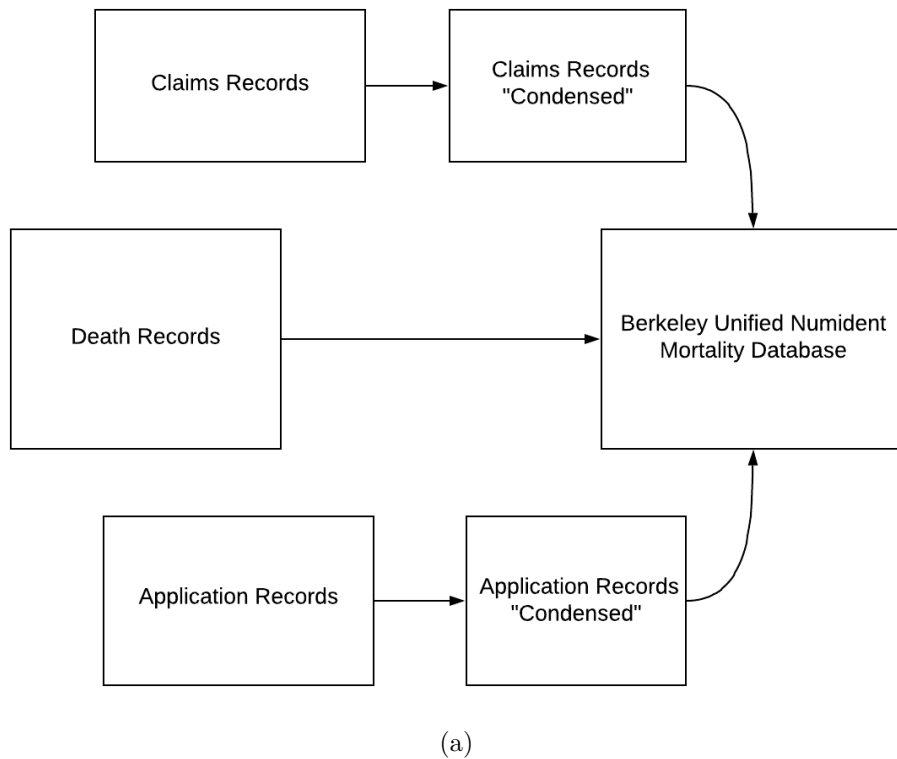 Claims Records
Claims Records
"Condensed"
Death Records
Berkeley Unified Numident
Mortality Database
Application Records
Application Records
"Condensed"
(a)